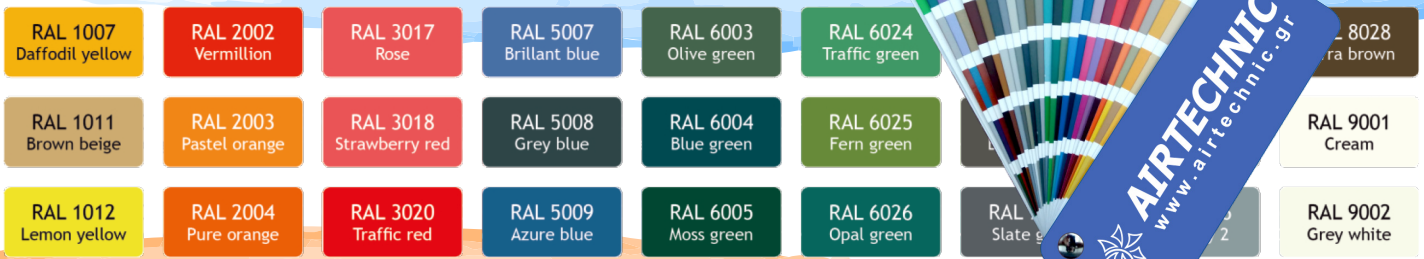 RAL 1007
Daffodil yellow
RAL 2002
Vermillion
RAL 3017
Rose
RAL 5007
Brillant blue
RAL 6003
Olive green
RAL 6024
Traffic green
8028
brown
RAL 1011
Brown beige
RAL 2003
Pastel orange
RAL 3018
Strawberry red
RAL 5008
Grey blue
RAL 6004
Blue green
RAL 6025
Fern green
RAL 9001
Cream
RAL 1012
Lemon yellow
RAL 2004
Pure orange
RAL 3020
Traffic red
RAL 5009
Azure blue
RAL 6005
Moss green
RAL 6026
Opal green
RAL
Slate
2
RAL 9002
Grey white
AIRTECHNIC
www.airtechnic.gr